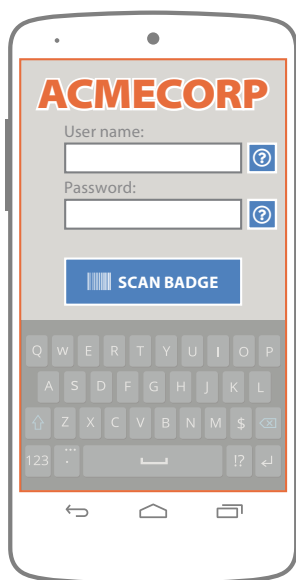 ACMECORP
User name:
?
Password:
?
SCAN BADGE
Q W E R T Y U I O P
A S D F G H J K L
Z X C V B N M $
123 !?